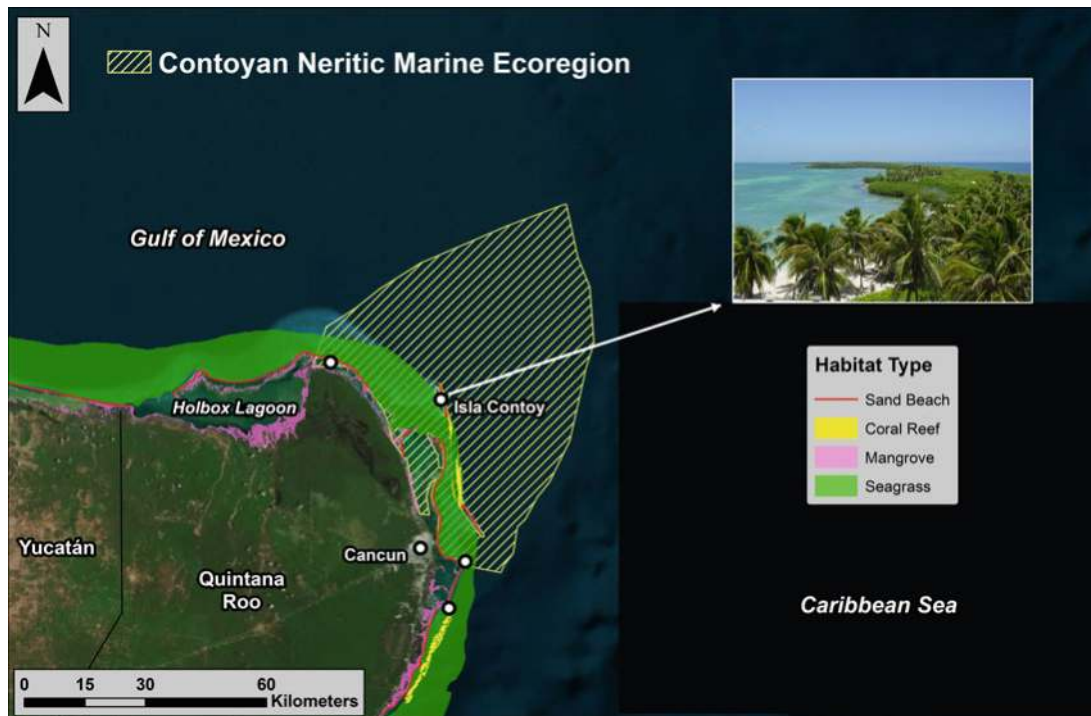 N
Contoyan Neritic Marine Ecoregion
Gulf of Mexico
Habitat Type
Sand Beach
Coral Reef
Mangrove
Seagrass
Holbox Lagoon
Isla Contoy
Cancun
Yucatán
Quintana
Roo
Caribbean Sea
0 15 30 60
Kilometers